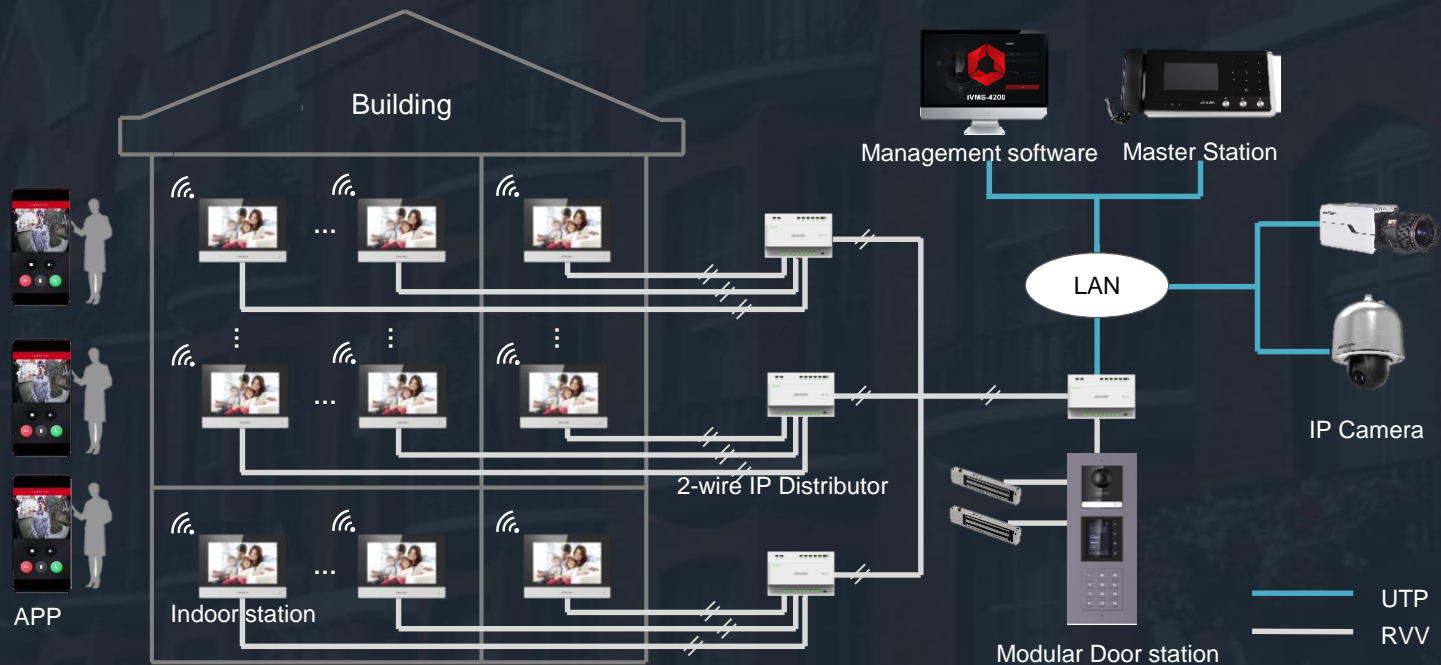 Building
iVMS-4200
Management software
Master Station
...
...
...
LAN
...
...
...
IP Camera
2-wire IP Distributor
...
APP
Indoor station
UTP
RVV
Modular Door station